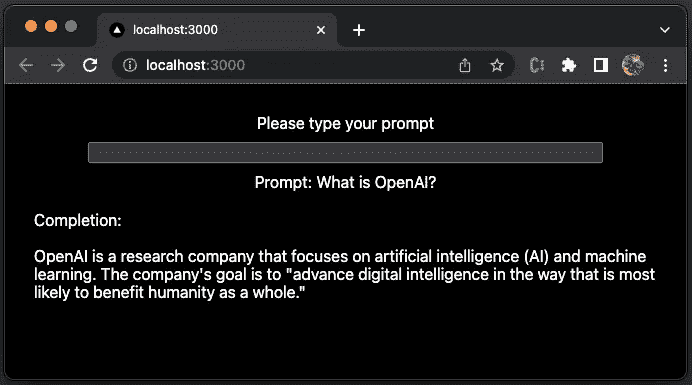 localhost:3000
localhost:3000
Please type your prompt
Prompt: What is OpenAI?
Completion:
OpenAI is a research company that focuses on artificial intelligence (AI) and machine
learning. The company's goal is to "advance digital intelligence in the way that is most
likely to benefit humanity as a whole."